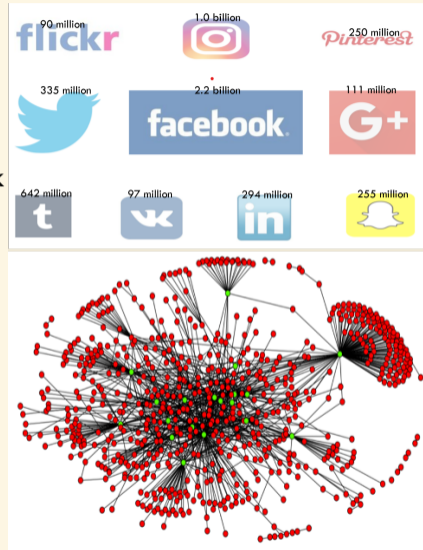 90 million
flickr
1.0 billion
250 million
Pinterest
335 million
2.2 billion
facebook.
111 million
G+
642 million
t
97 million
vk
294 million
in
255 million